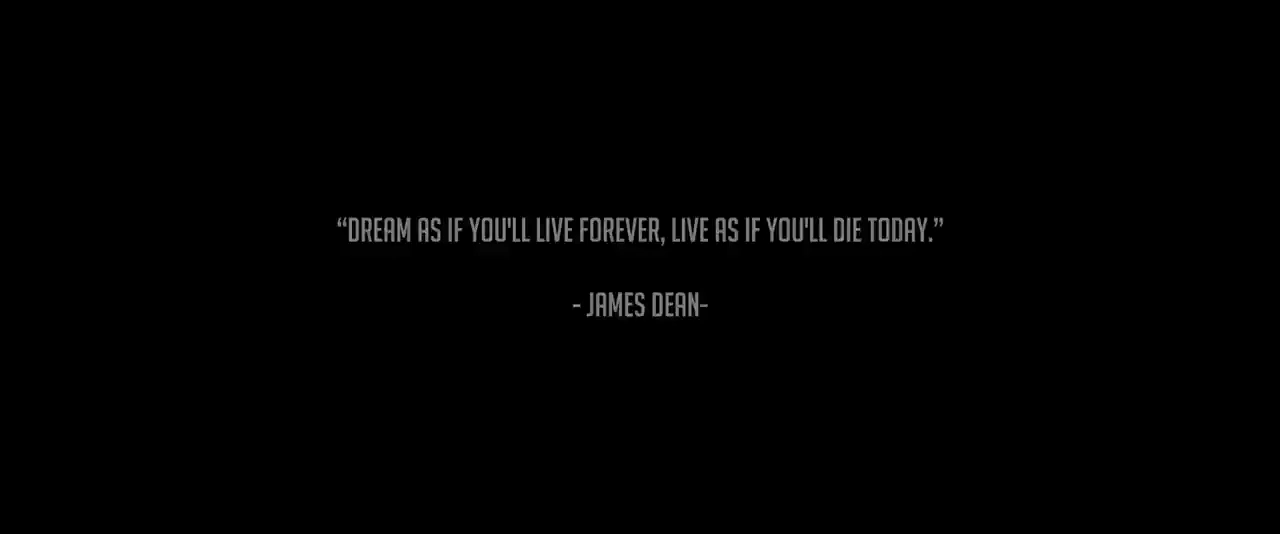 “DREAM AS IF YOU'LL LIVE FOREVER, LIVE AS IF YOU'LL DIE TODAY.”
- JAMES DEAN-